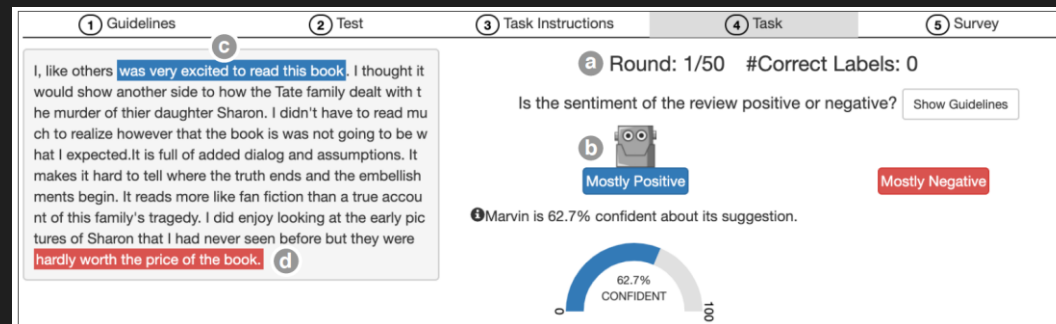 1 Guidelines 2 Test 3 Task Instructions 4 Task 5 Survey
c
I, like others was very excited to read this book. I thought it
would show another side to how the Tate family dealt with t
he murder of thier daughter Sharon. I didn't have to read mu
ch to realize however that the book is was not going to be w
hat I expected.It is full of added dialog and assumptions. It
makes it hard to tell where the truth ends and the embellish
ments begin. It reads more like fan fiction than a true accou
nt of this family's tragedy. I did enjoy looking at the early pic
tures of Sharon that I had never seen before but they were
hardly worth the price of the book. d
a Round: 1/50 #Correct Labels: 0
Is the sentiment of the review positive or negative? Show Guidelines
b
Mostly Positive Mostly Negative
Marvin is 62.7% confident about its suggestion.
62.7%
CONFIDENT
0 100